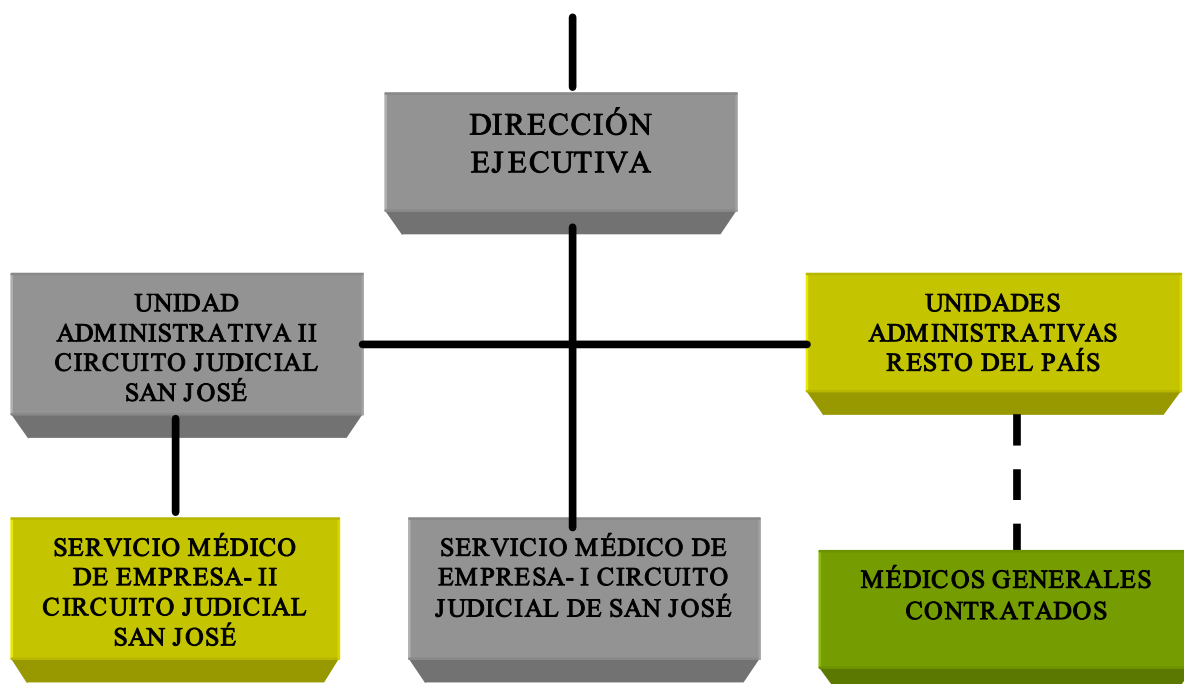 DIRECCIÓN
EJECUTIVA
UNIDAD
ADMINISTRATIVA II
CIRCUITO JUDICIAL
SAN JOSÉ
UNIDADES
ADMINISTRATIVAS
RESTO DEL PAÍS
SERVICIO MÉDICO
DE EMPRESA- II
CIRCUITO JUDICIAL
SAN JOSÉ
SERVICIO MÉDICO DE
EMPRESA- I CIRCUITO
JUDICIAL DE SAN JOSÉ
MÉDICOS GENERALES
CONTRATADOS